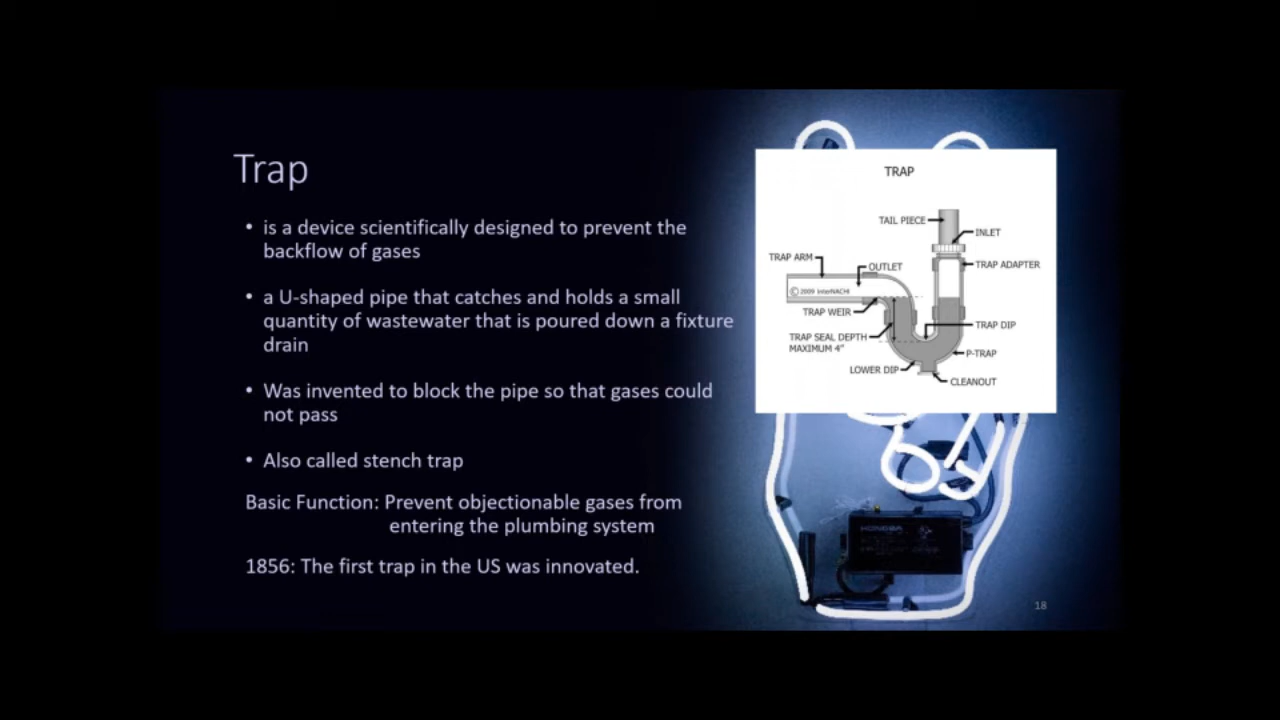 Trap
• is a device scientifically designed to prevent the
backflow of gases
• a U-shaped pipe that catches and holds a small
quantity of wastewater that is poured down a fixture
drain
• Was invented to block the pipe so that gases could
not pass
• Also called stench trap
Basic Function: Prevent objectionable gases from
entering the plumbing system
1856: The first trap in the US was innovated.
TRAP
TAIL PIECE
INLET
TRAP ARM
OUTLET
TRAP ADAPTER
© 2009 InterNACHI
TRAP WEIR
TRAP DIP
TRAP SEAL DEPTH
MAXIMUM 4"
P-TRAP
LOWER DIP
CLEANOUT
18